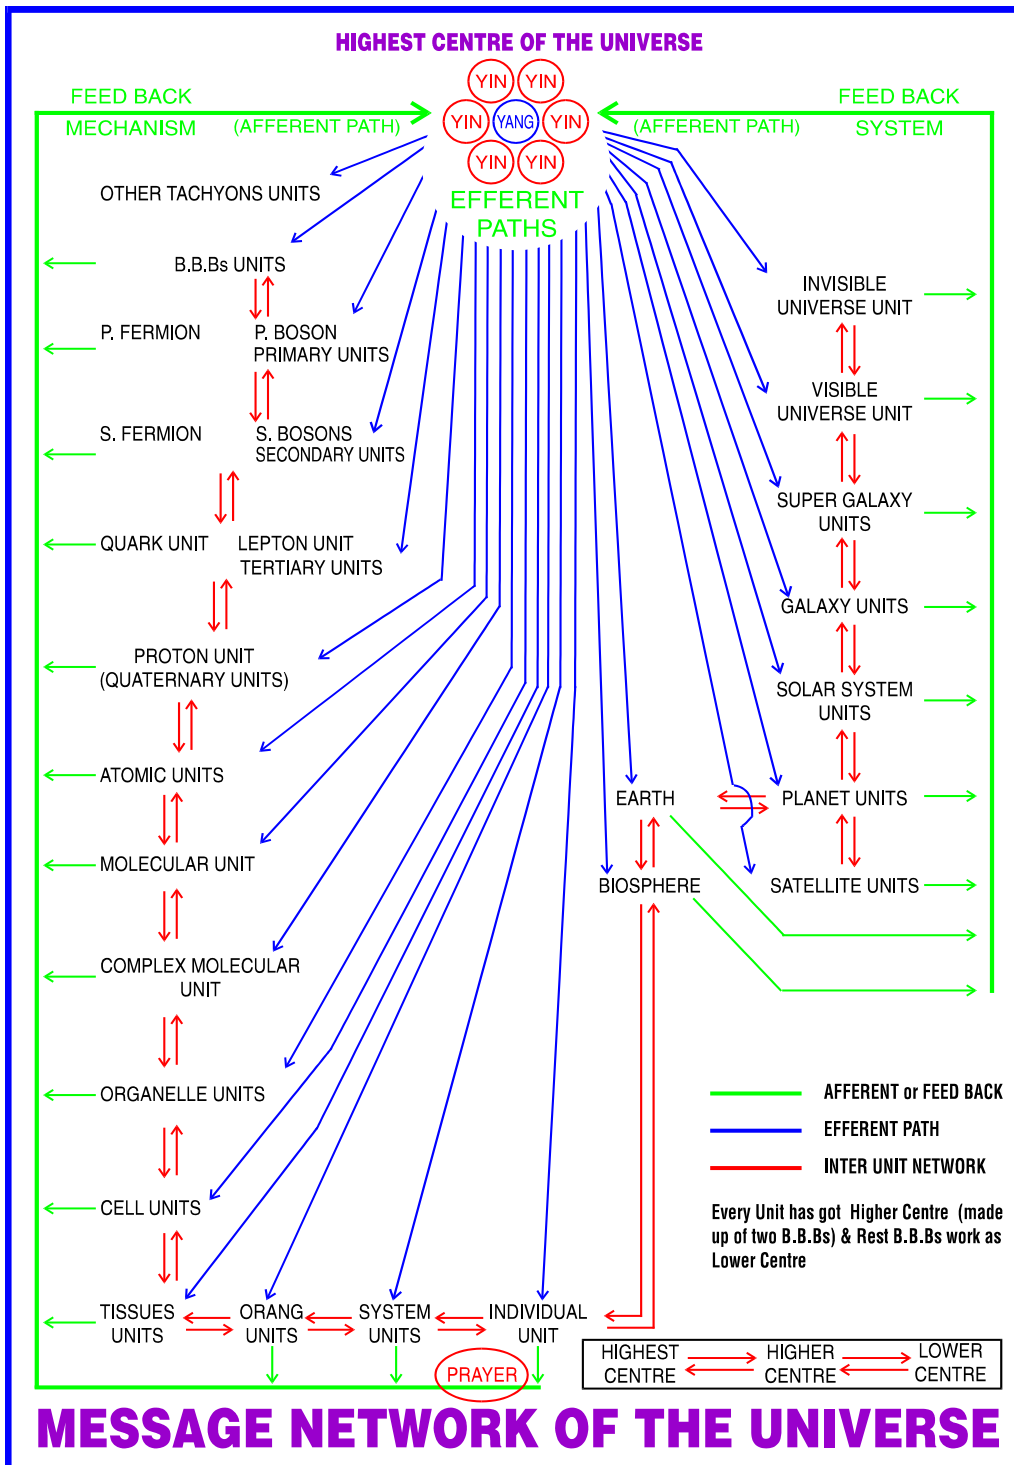 HIGHEST CENTRE OF THE UNIVERSE
YIN YIN
YIN YANG YIN
YIN YIN
EFFERENT
PATHS
FEED BACK
MECHANISM (AFFERENT PATH)
FEED BACK
(AFFERENT PATH) SYSTEM
OTHER TACHYONS UNITS
B.B.Bs UNITS
P. FERMION P. BOSON
PRIMARY UNITS
S. FERMION S. BOSONS
SECONDARY UNITS
QUARK UNIT LEPTON UNIT
TERTIARY UNITS
PROTON UNIT
(QUATERNARY UNITS)
ATOMIC UNITS
MOLECULAR UNIT
COMPLEX MOLECULAR
UNIT
ORGANELLE UNITS
CELL UNITS
TISSUES
UNITS
ORANG
UNITS
SYSTEM
UNITS
INDIVIDUAL
UNIT
PRAYER
INVISIBLE
UNIVERSE UNIT
VISIBLE
UNIVERSE UNIT
SUPER GALAXY
UNITS
GALAXY UNITS
SOLAR SYSTEM
UNITS
EARTH
PLANET UNITS
BIOSPHERE
SATELLITE UNITS
AFFERENT or FEED BACK
EFFERENT PATH
INTER UNIT NETWORK
Every Unit has got Higher Centre (made
up of two B.B.Bs) & Rest B.B.Bs work as
Lower Centre
HIGHEST HIGHER LOWER
CENTRE CENTRE CENTRE
MESSAGE NETWORK OF THE UNIVERSE